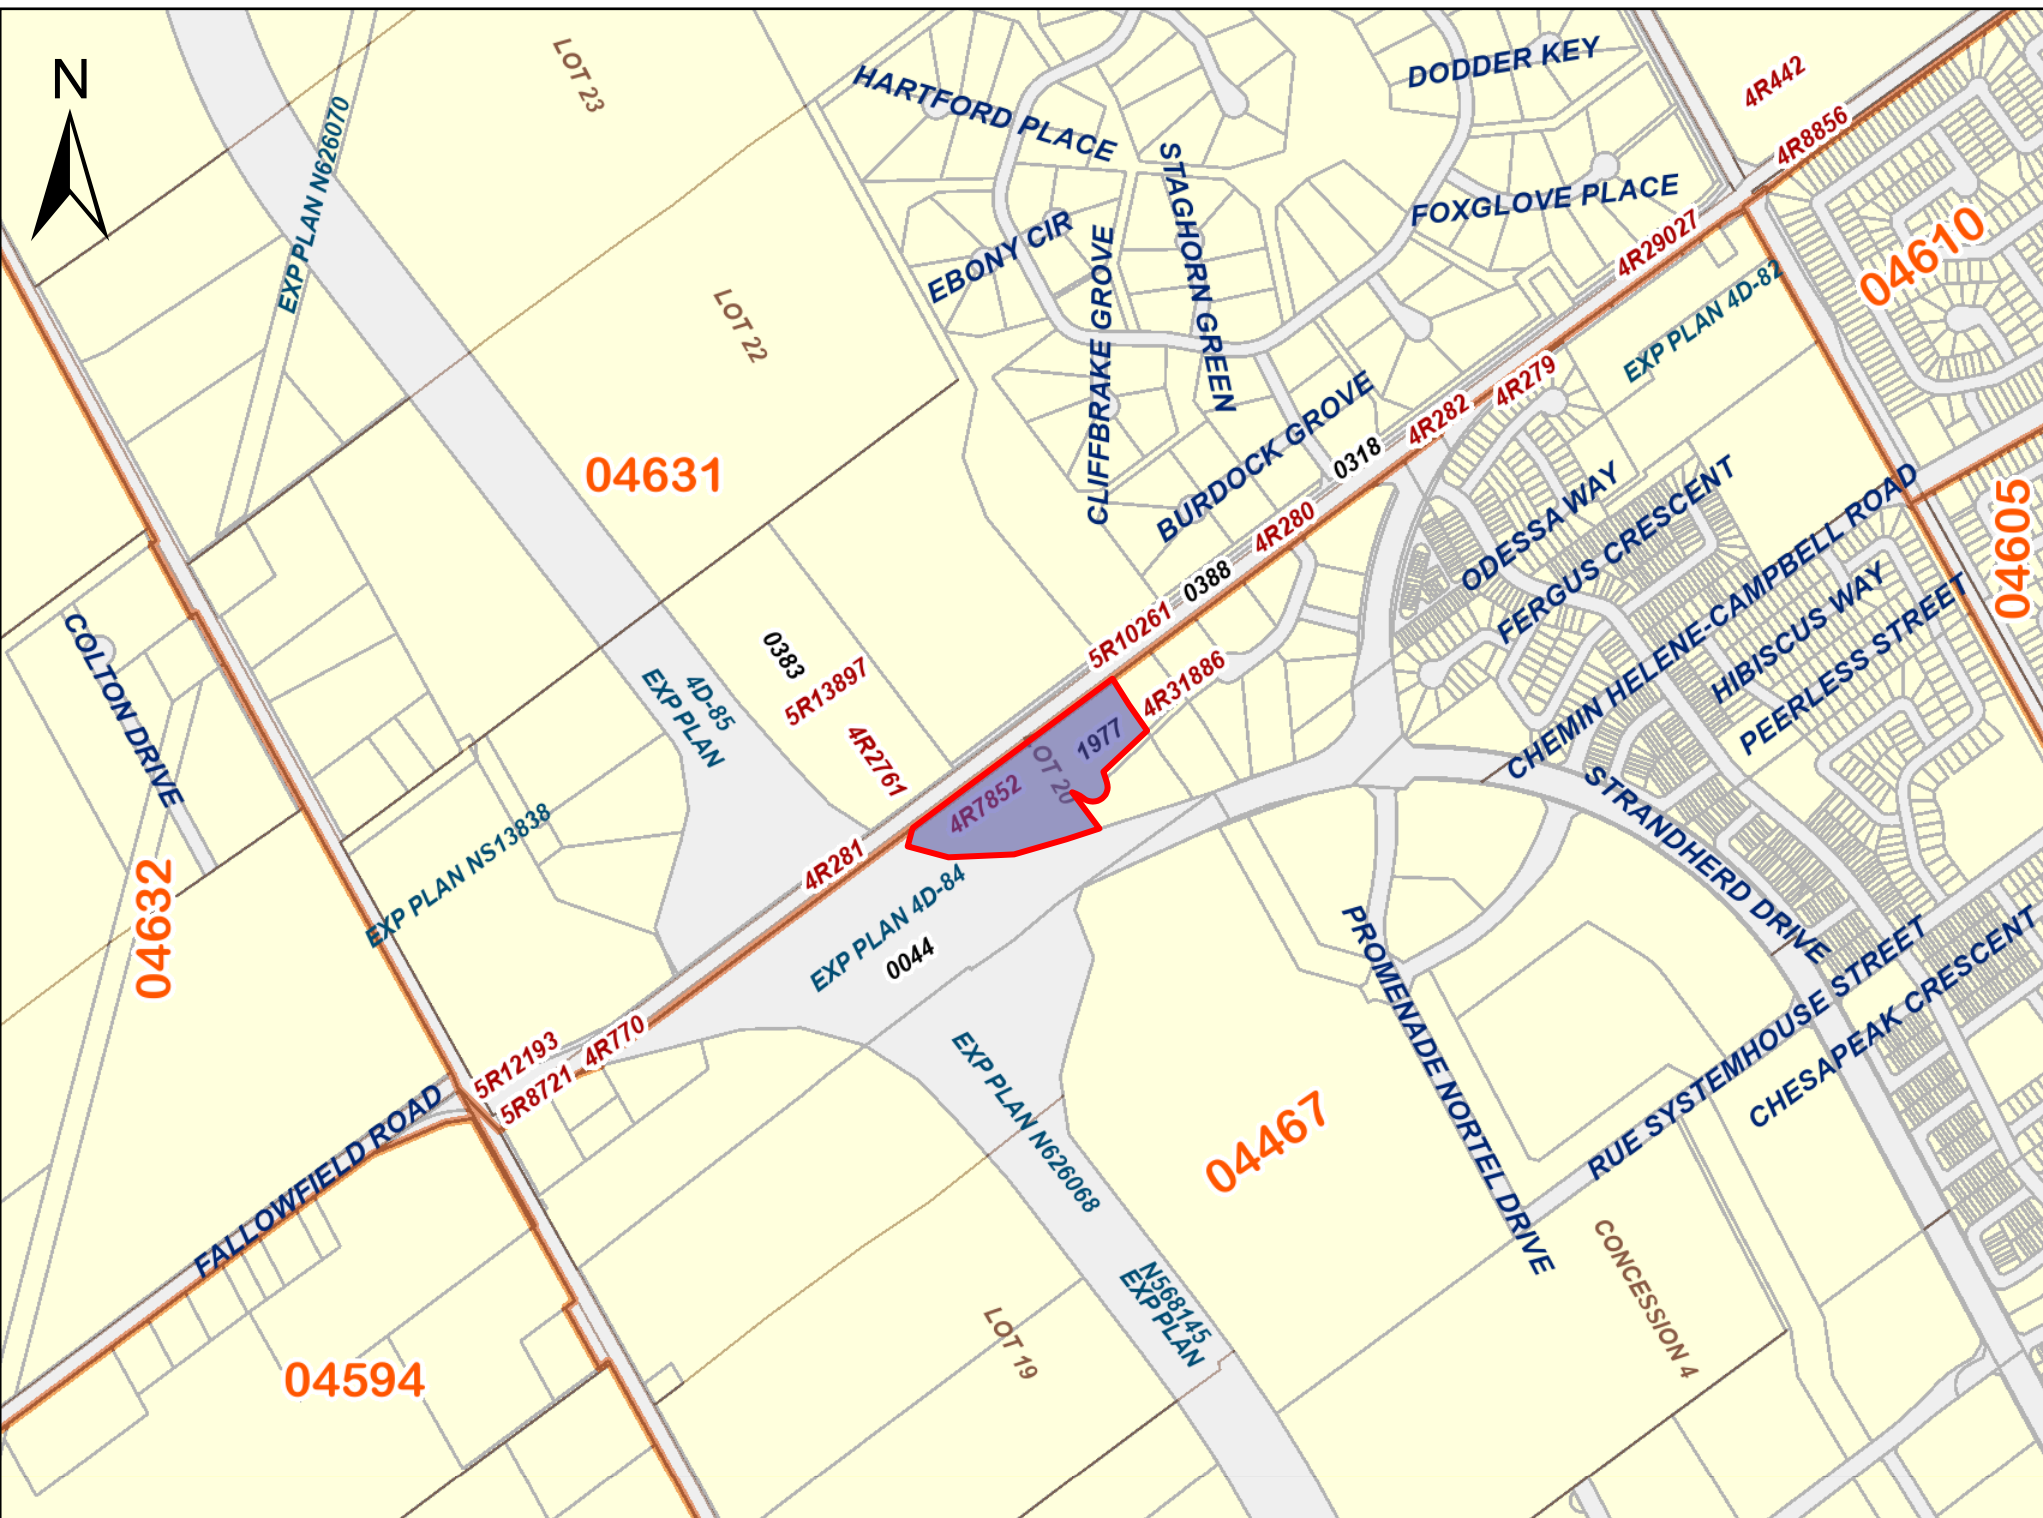 N
LOT 23
EXP PLAN N626070
HARTFORD PLACE
DODDER KEY
4R442
4R8856
STAGHORN GREEN
FOXGLOVE PLACE
EBONY CIR
CLIFFBRAKE GROVE
4R29027
04610
EXP PLAN 4D-82
LOT 22
04631
BURDOCK GROVE
0318
4R282
4R279
4R280
0388
ODESSA WAY
FERGUS CRESCENT
CHEMIN HELENE-CAMPBELL ROAD
04605
HIBISCUS WAY
PEERLESS STREET
COLTON DRIVE
0383
5R13897
5R10261
4R31886
4D-85
EXP PLAN
4R2761
1977
LOT 20
4R7852
4R281
EXP PLAN NS13838
STRANDHERD DRIVE
04632
EXP PLAN 4D-84
0044
PROMENADE NORTEL DRIVE
RUE SYSTEMHOUSE STREET
CHESAPEAK CRESCENT
5R12193
4R770
5R8721
FALLOWFIELD ROAD
EXP PLAN N626068
04467
N568145
EXP PLAN
CONCESSION 4
LOT 19
04594